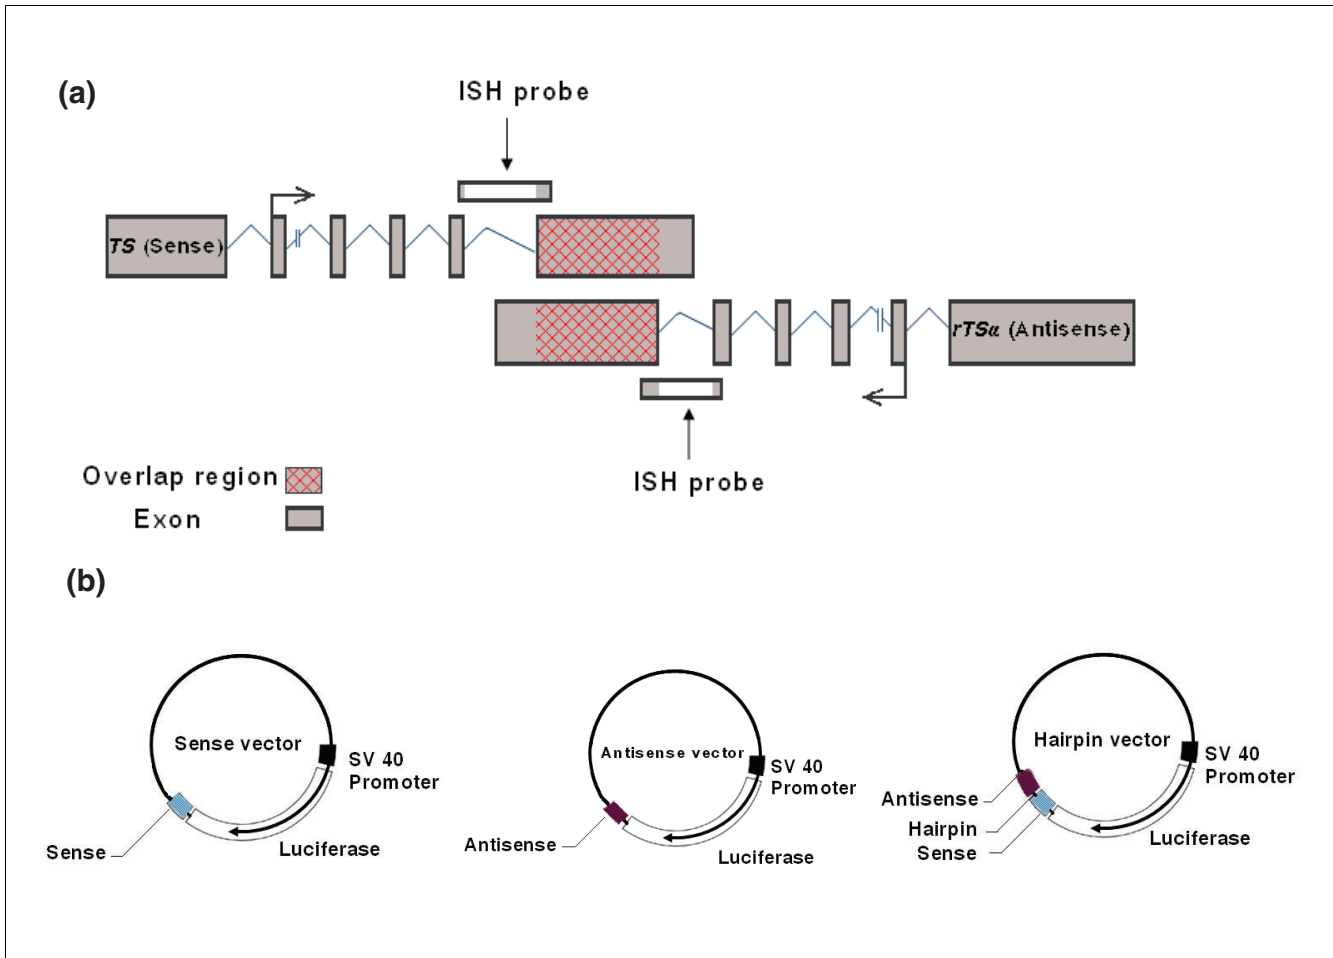 (a)
ISH probe
TS (Sense)
rTSα (Antisense)
ISH probe
Overlap region
Exon
(b)
Sense vector
SV 40
Promoter
Sense
Luciferase
Antisense vector
SV 40
Promoter
Antisense
Luciferase
Hairpin vector
SV 40
Promoter
Antisense
Hairpin
Sense
Luciferase